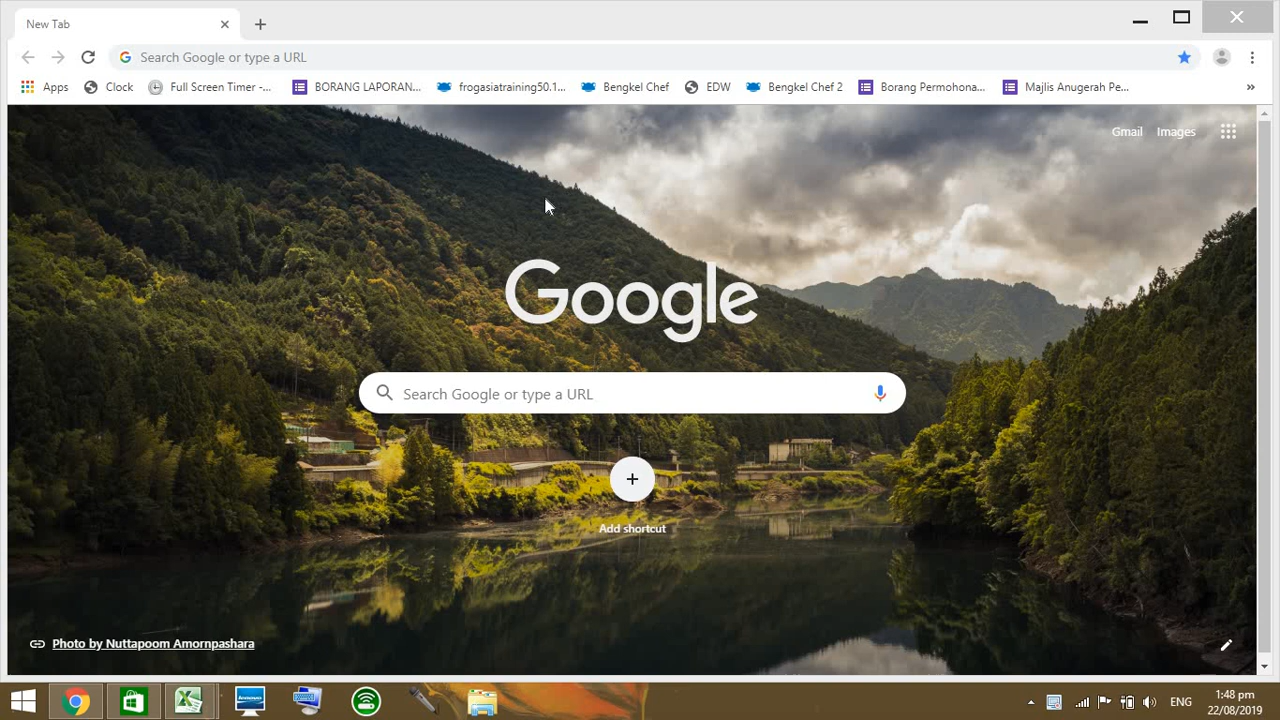 New Tab
Search Google or type a URL
Apps Clock Full Screen Timer -... BORANG LAPORAN... frogasiatraining50.1... Bengkel Chef EDW Bengkel Chef 2 Borang Permohona... Majlis Anugerah Pe... »
Gmail Images
Google
Search Google or type a URL
Add shortcut
Photo by Nuttapoom Amornpashara
ENG
1:48 pm
22/08/2019